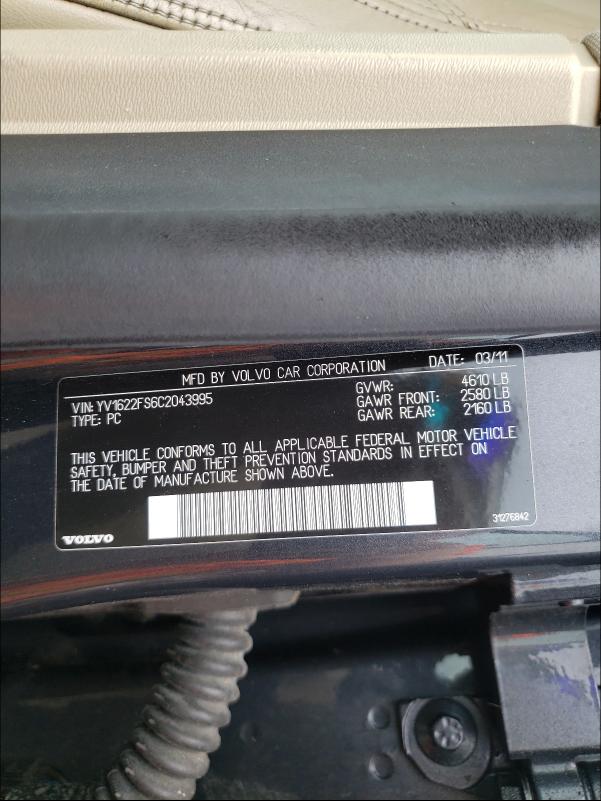 MFD BY VOLVO CAR CORPORATION DATE: 03/11
VIN: YV1622FS6C2043995
TYPE: PC
GVWR: 4610 LB
GAWR FRONT: 2580 LB
GAWR REAR: 2160 LB
THIS VEHICLE CONFORMS TO ALL APPLICABLE FEDERAL MOTOR VEHICLE
SAFETY, BUMPER AND THEFT PREVENTION STANDARDS IN EFFECT ON
THE DATE OF MANUFACTURE SHOWN ABOVE.
VOLVO
31276842